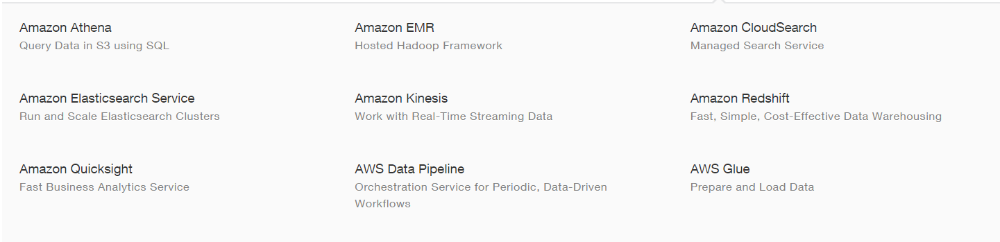 Amazon Athena
Query Data in S3 using SQL
Amazon EMR
Hosted Hadoop Framework
Amazon CloudSearch
Managed Search Service
Amazon Elasticsearch Service
Run and Scale Elasticsearch Clusters
Amazon Kinesis
Work with Real-Time Streaming Data
Amazon Redshift
Fast, Simple, Cost-Effective Data Warehousing
Amazon Quicksight
Fast Business Analytics Service
AWS Data Pipeline
Orchestration Service for Periodic, Data-Driven
Workflows
AWS Glue
Prepare and Load Data